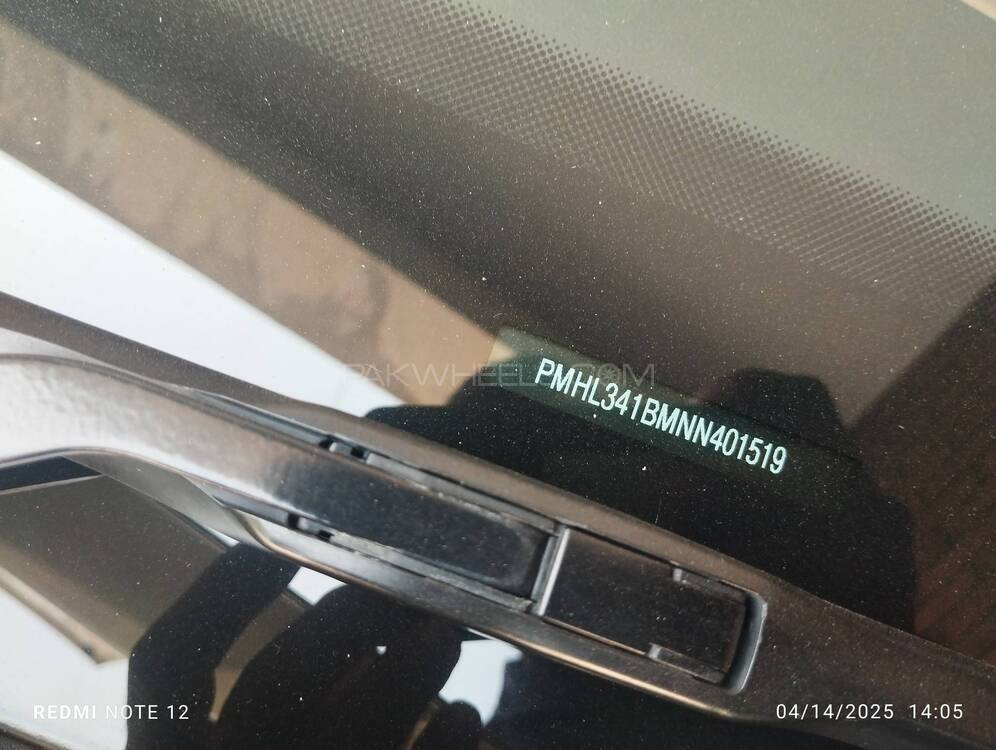 PAKWHEELS.COM
PMHL341BMNN401519
REDMI NOTE 12
04/14/2025 14:05